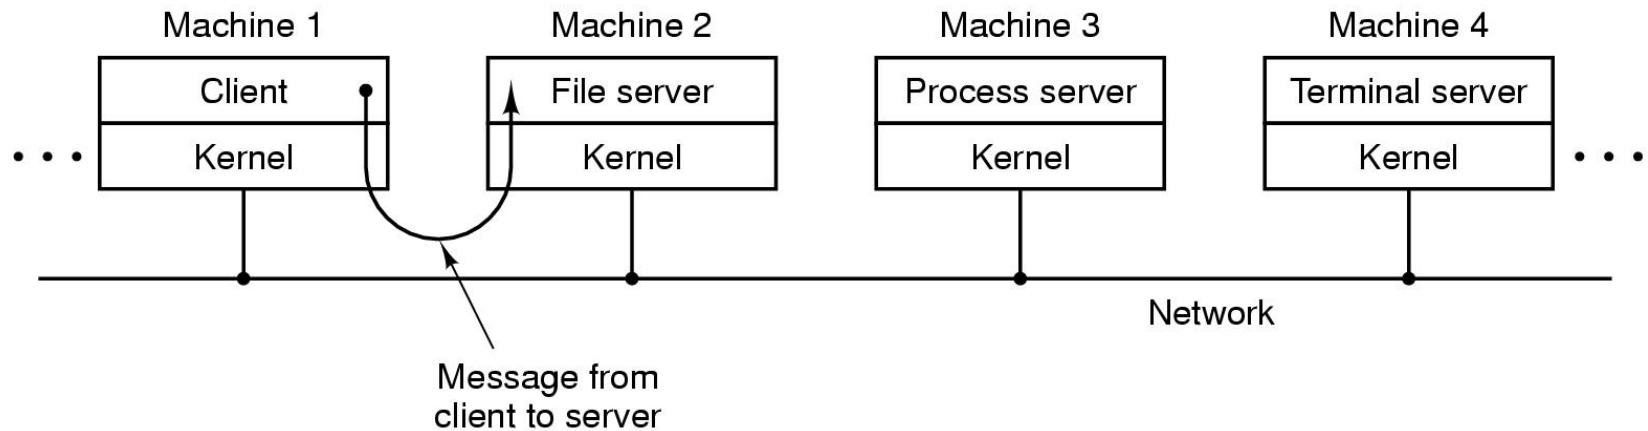 Machine 1
Machine 2
Machine 3
Machine 4
Client
File server
Process server
Terminal server
Kernel
Kernel
Kernel
Kernel
Network
Message from
client to server